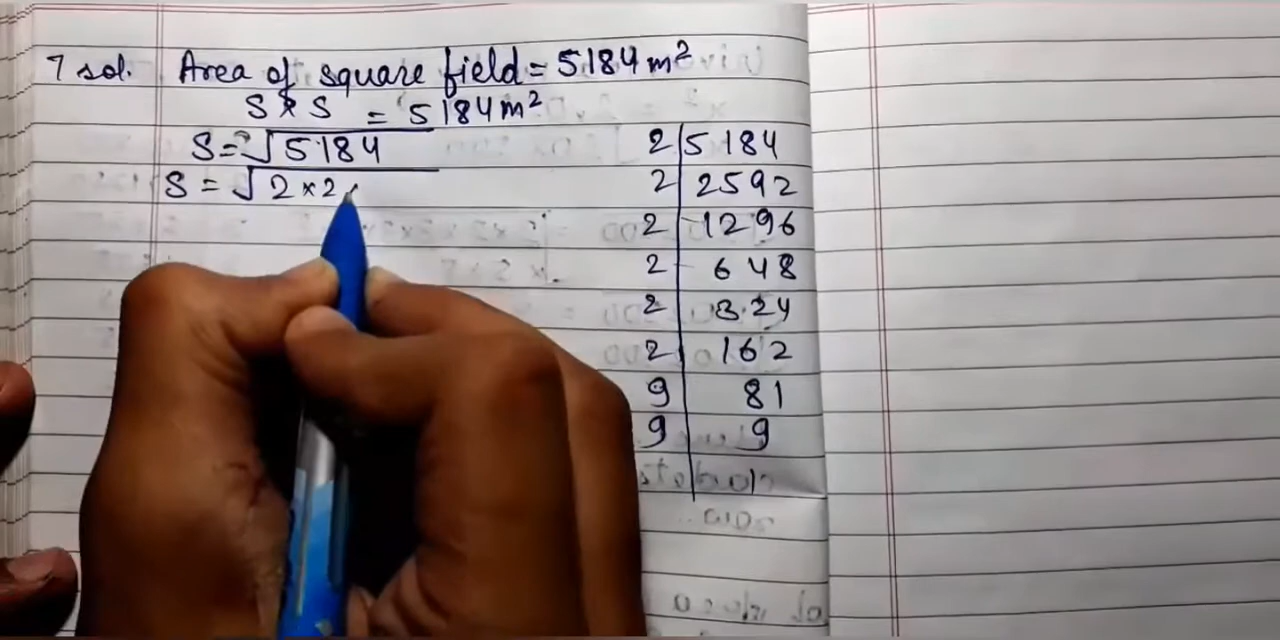 7 sol. Area of square field = 5184 m²
S × S = 5184 m²
S = ²√5184
S = √2 × 2
2 | 5184
2 | 2592
2 | 1296
2 | 648
2 | 324
2 | 162
9 | 81
9 | 9